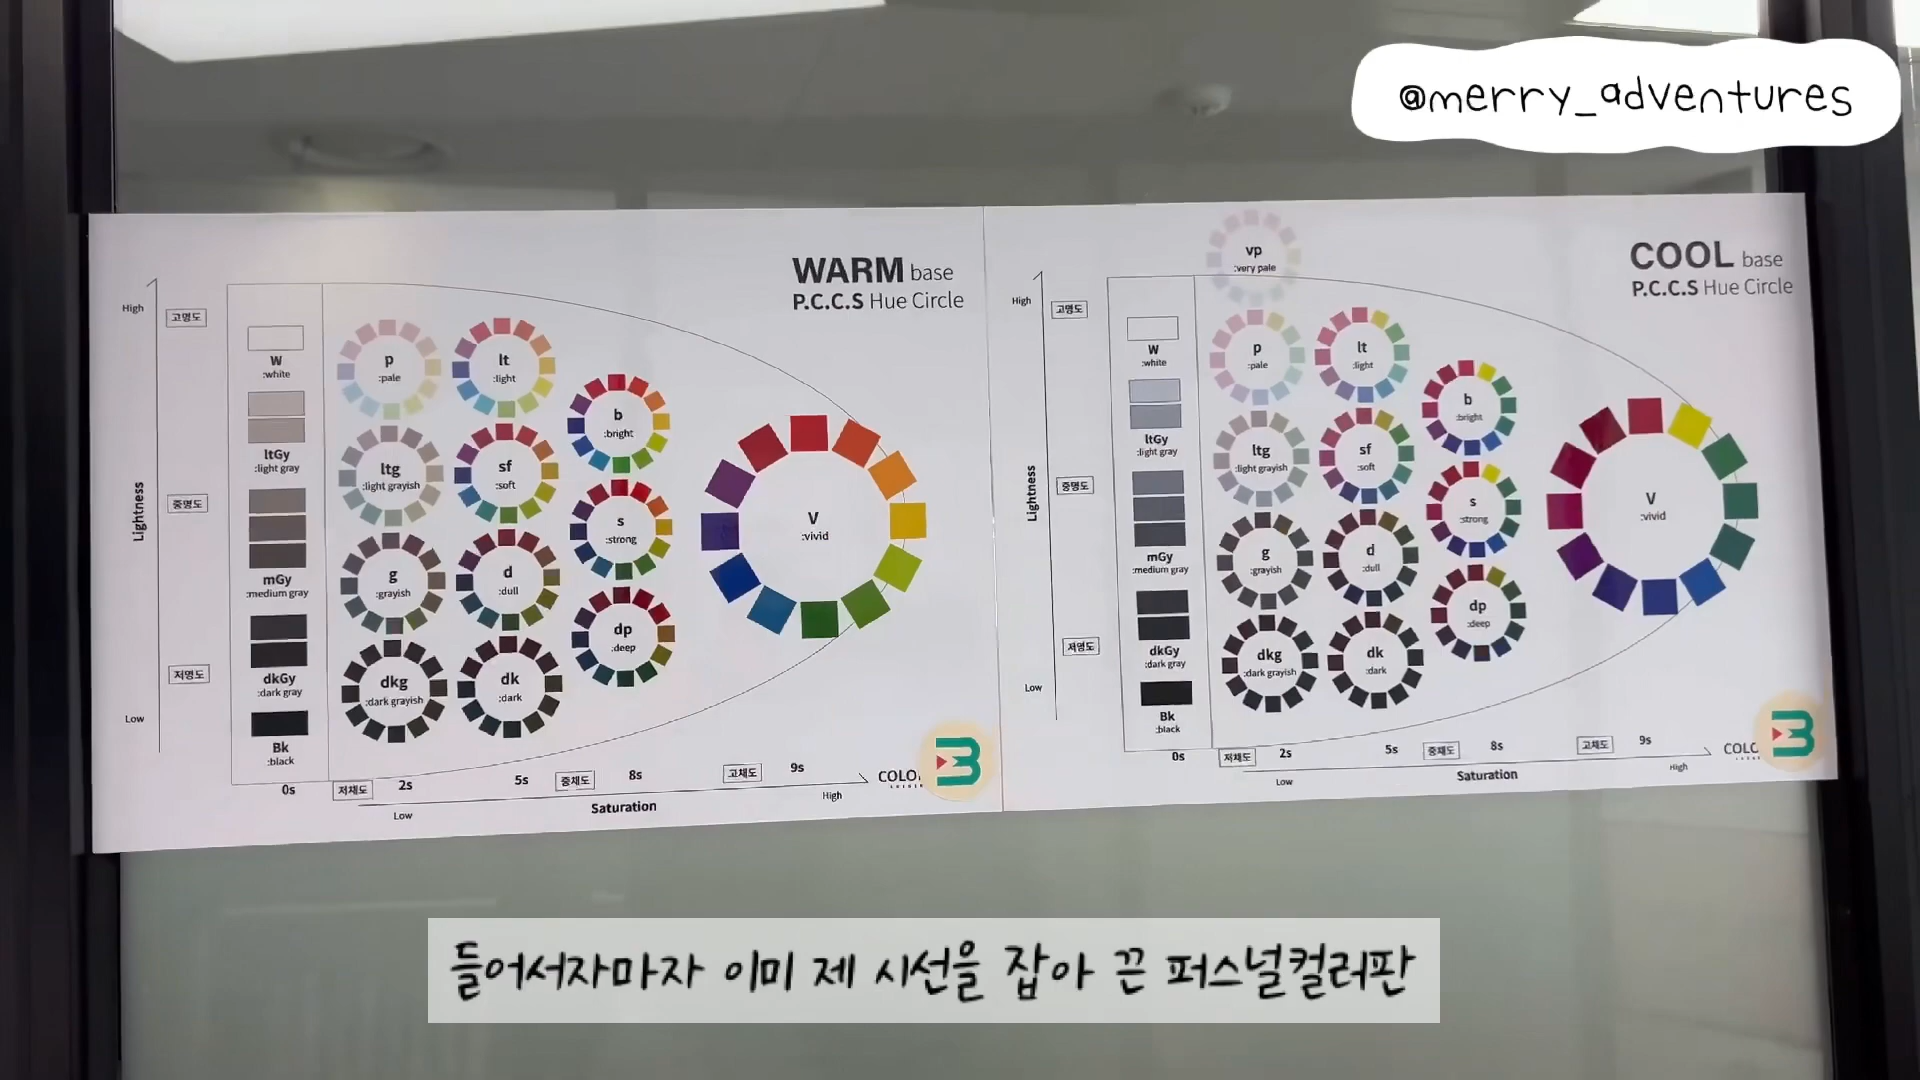 @merry_adventures
WARM base
P.C.C.S Hue Circle
High
고명도
Lightness
중명도
저명도
Low
W
:white
ltGy
:light gray
mGy
:medium gray
dkGy
:dark gray
Bk
:black
p
:pale
lt
:light
b
:bright
ltg
:light grayish
sf
:soft
s
:strong
V
:vivid
g
:grayish
d
:dull
dp
:deep
dkg
:dark grayish
dk
:dark
0s
저채도
2s
5s
중채도
8s
고채도
9s
Low
Saturation
High
COLO
COOL base
P.C.C.S Hue Circle
vp
:very pale
High
고명도
Lightness
중명도
저명도
Low
W
:white
ltGy
:light gray
mGy
:medium gray
dkGy
:dark gray
Bk
:black
p
:pale
lt
:light
b
:bright
ltg
:light grayish
sf
:soft
s
:strong
V
:vivid
g
:grayish
d
:dull
dp
:deep
dkg
:dark grayish
dk
:dark
0s
저채도
2s
5s
중채도
8s
고채도
9s
Low
Saturation
High
COLO
들어서자마자 이미 제 시선을 잡아 끈 퍼스널컬러판